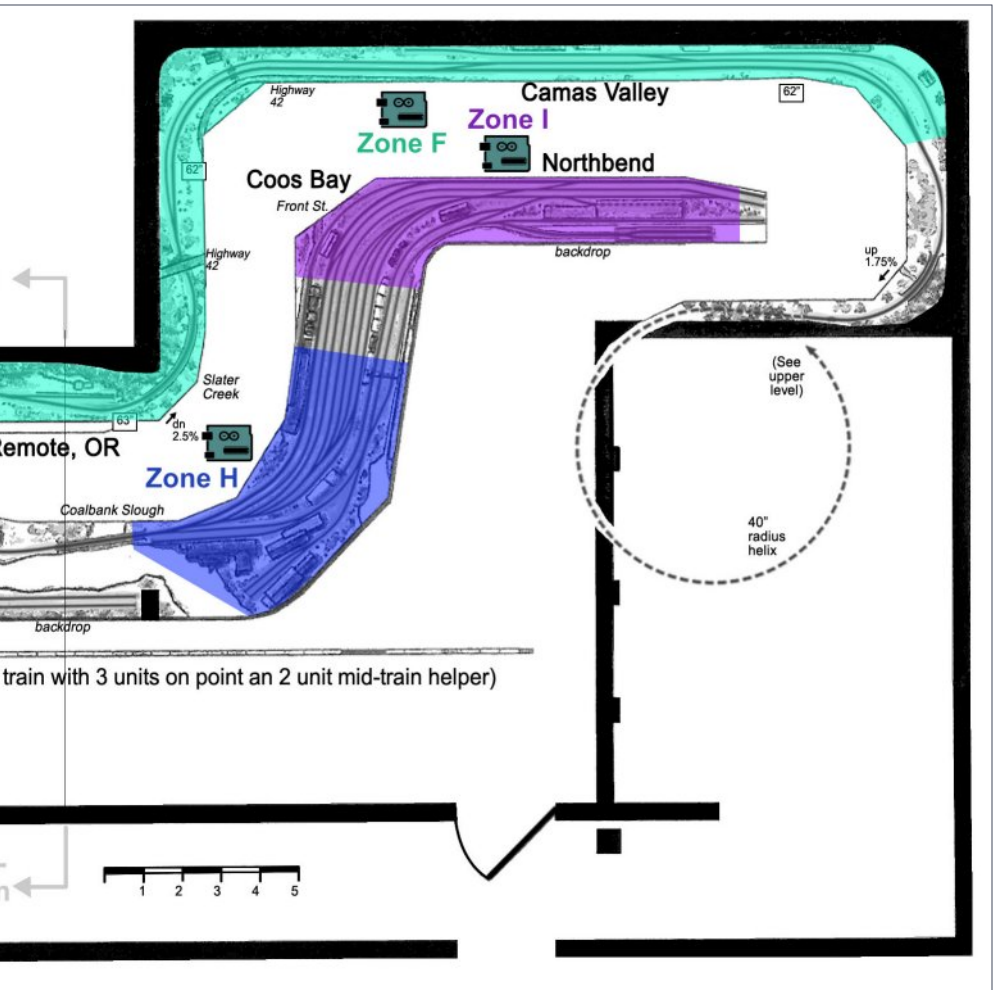 Highway
42
Camas Valley
62"
Zone I
Zone F
Northbend
62"
Coos Bay
Front St.
Highway
42
backdrop
up
1.75%
(See
upper
level)
Slater
Creek
63"
dn
2.5%
Remote, OR
Zone H
Coalbank Slough
40"
radius
helix
backdrop
train with 3 units on point an 2 unit mid-train helper)
1 2 3 4 5
n